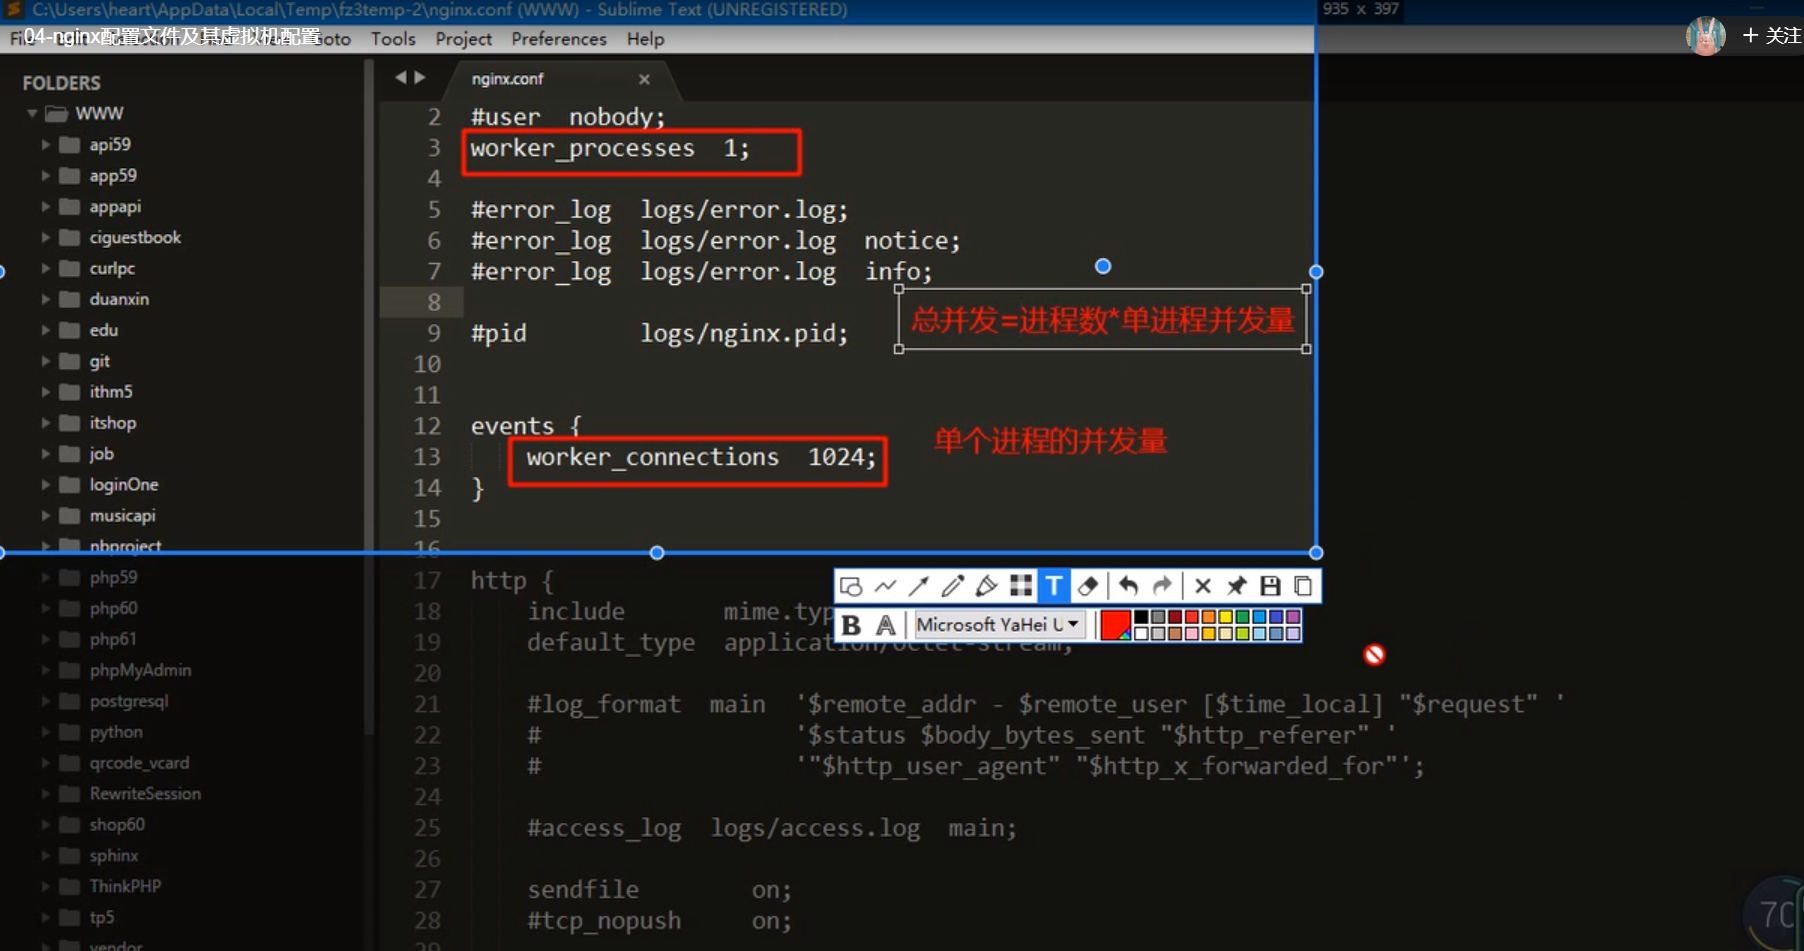 C:\Users\heart\AppData\Local\Temp\fz3temp-2\nginx.conf (WWW) - Sublime Text (UNREGISTERED)
935 x 397
04-nginx配置文件及其虚拟机配置
Tools Project Preferences Help
+ 关注
FOLDERS
WWW
api59
app59
appapi
ciguestbook
curlpc
duanxin
edu
git
ithm5
itshop
job
loginOne
musicapi
nbproject
php59
php60
php61
phpMyAdmin
postgresql
python
qrcode_vcard
RewriteSession
shop60
sphinx
ThinkPHP
tp5
vendor
nginx.conf
2 #user  nobody;
3 worker_processes  1;
4
5 #error_log  logs/error.log;
6 #error_log  logs/error.log  notice;
7 #error_log  logs/error.log  info;
8
总并发=进程数*单进程并发量
9 #pid        logs/nginx.pid;
10
11
12 events {
单个进程的并发量
13     worker_connections  1024;
14 }
15
16
17 http {
18     include       mime.typ
19     default_type  application/octet-stream;
B A Microsoft YaHei U
20
21     #log_format  main  '$remote_addr - $remote_user [$time_local] "$request" '
22     #                  '$status $body_bytes_sent "$http_referer" '
23     #                  '"$http_user_agent" "$http_x_forwarded_for"';
24
25     #access_log  logs/access.log  main;
26
27     sendfile        on;
28     #tcp_nopush     on;
29
70